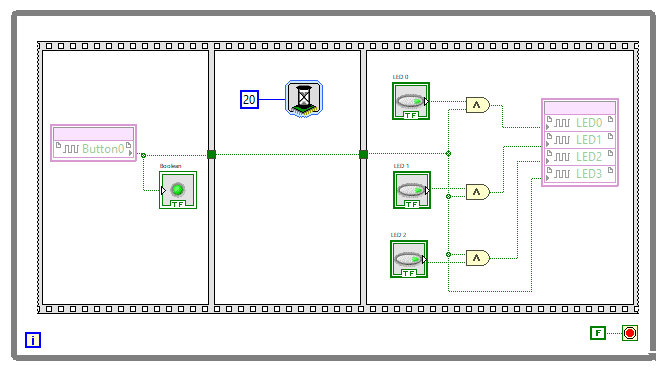 Button0
Boolean
TF
20
LED 0
TF
LED 1
TF
LED 2
TF
∧
∧
∧
LED0
LED1
LED2
LED3
i
F